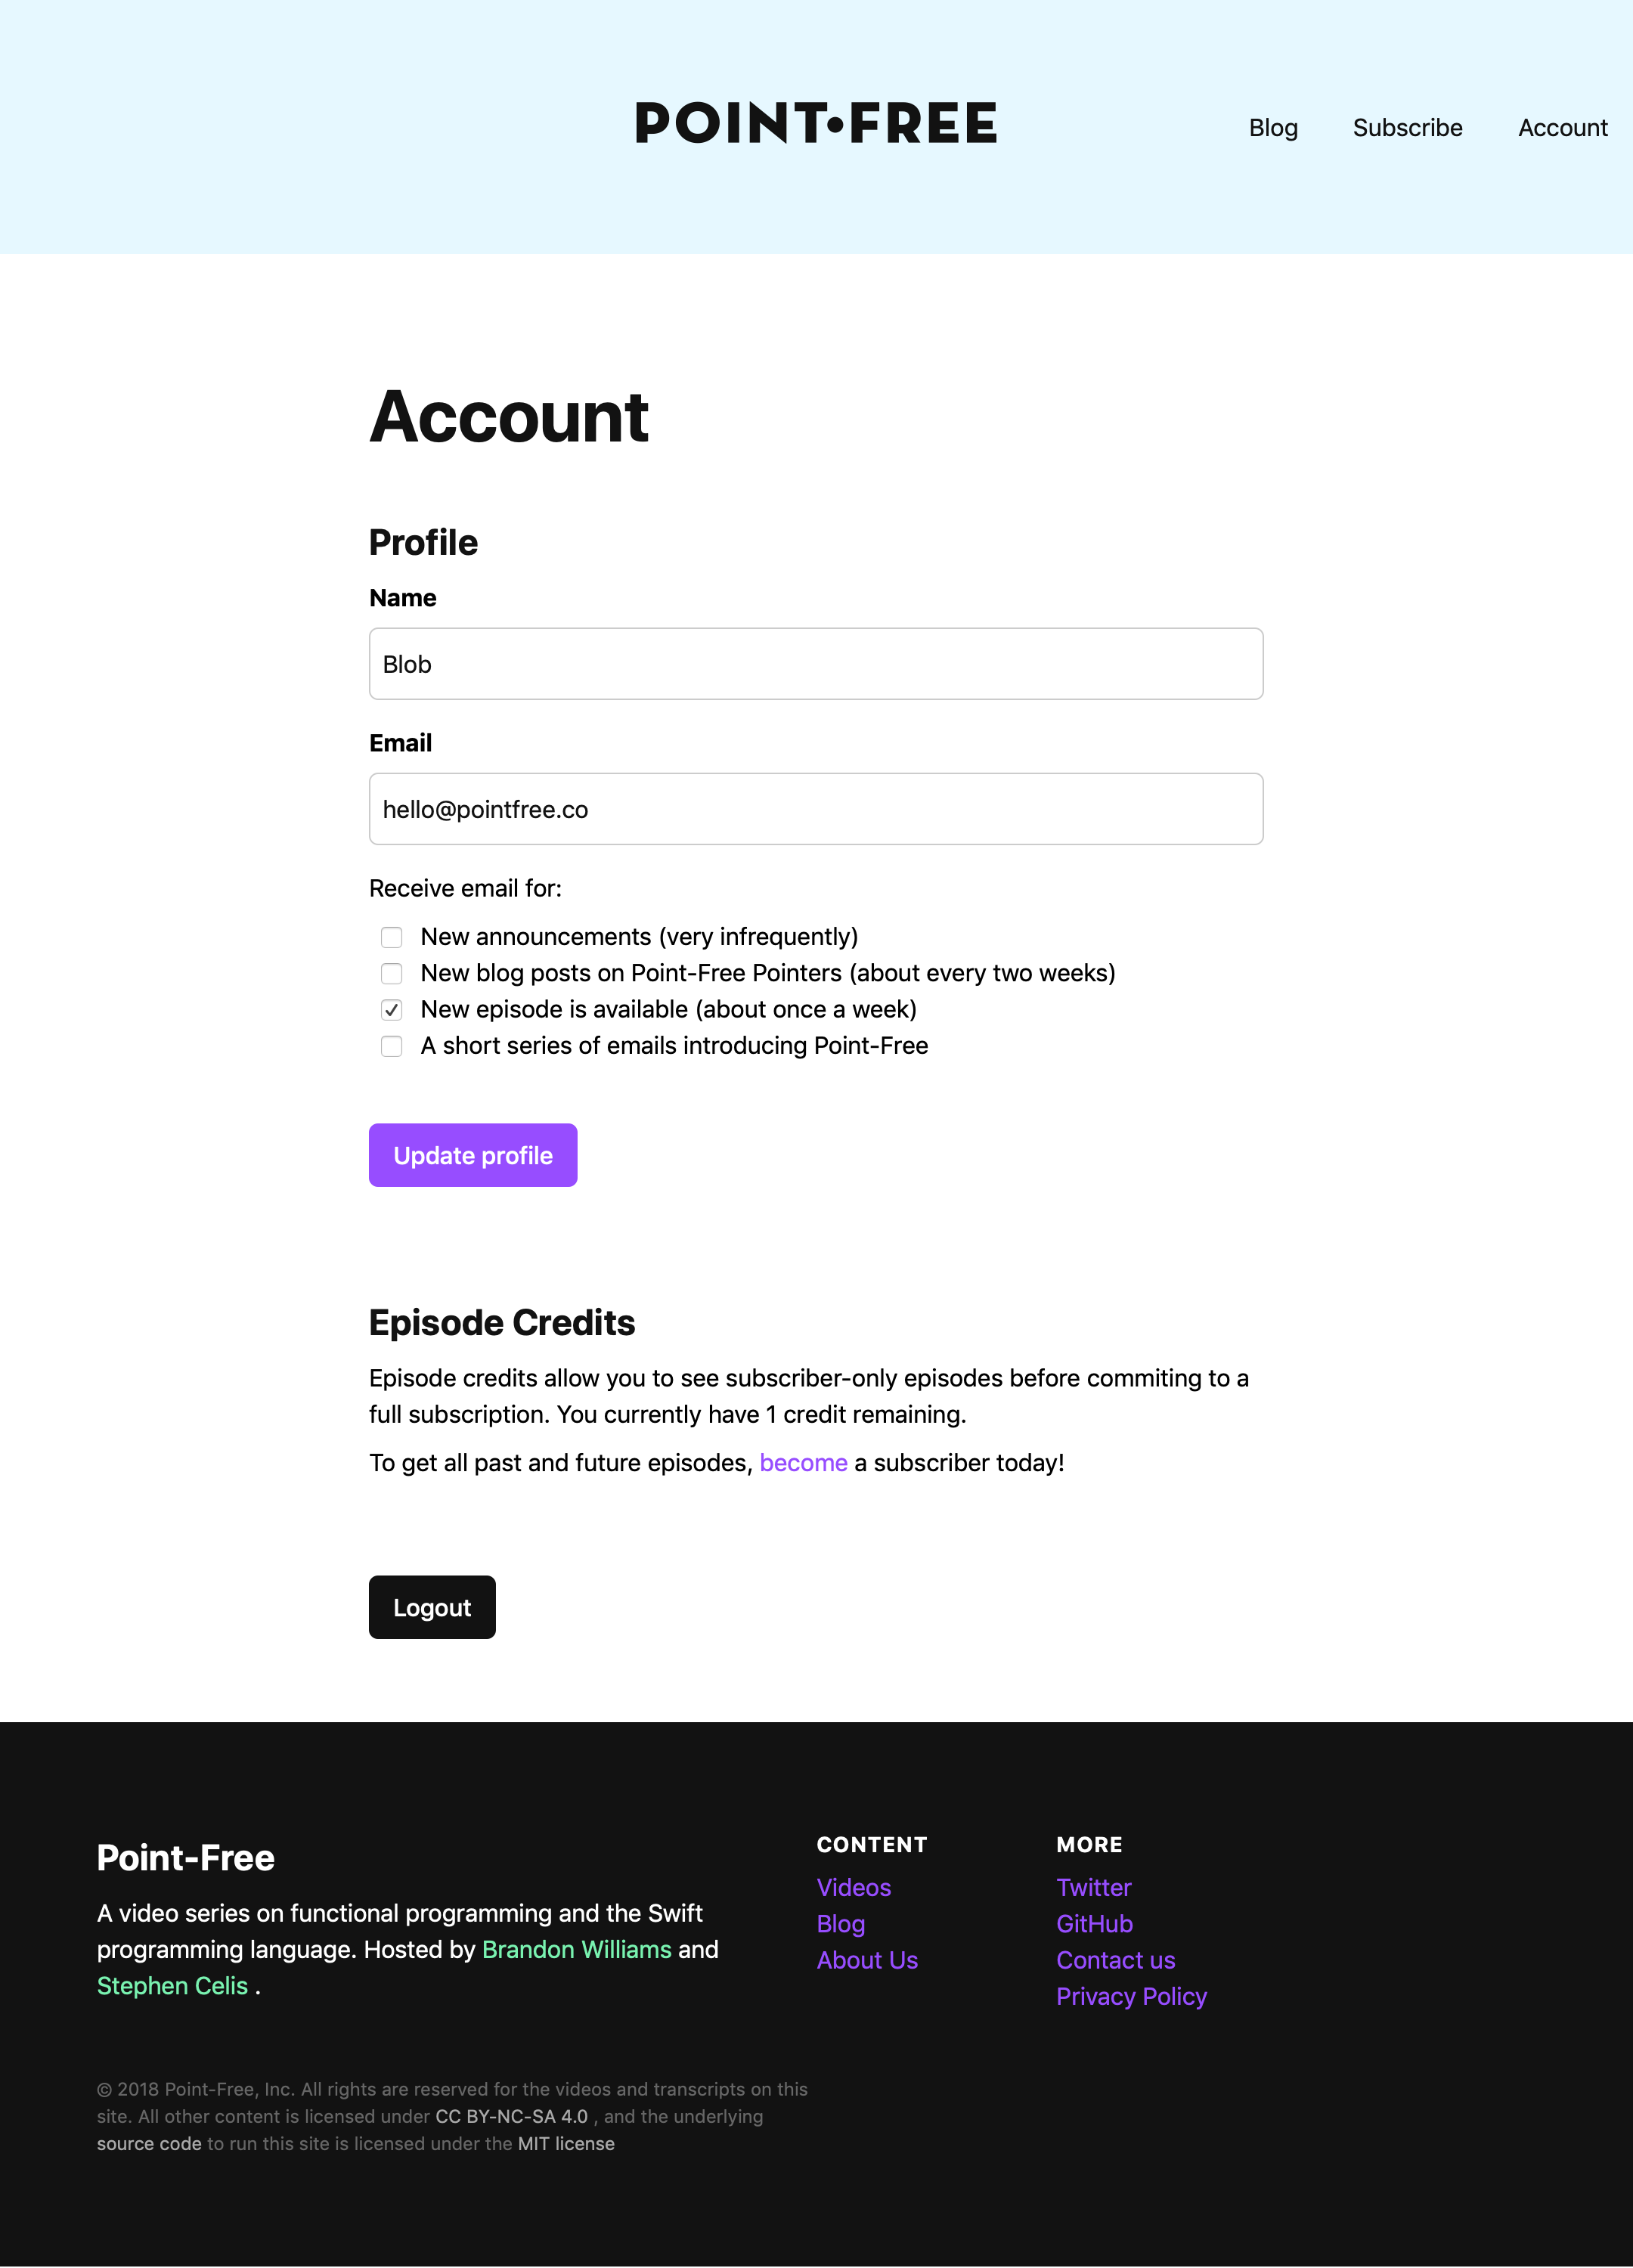 POINT•FREE
Blog Subscribe Account
Account
Profile
Name
Blob
Email
hello@pointfree.co
Receive email for:
New announcements (very infrequently)
New blog posts on Point-Free Pointers (about every two weeks)
New episode is available (about once a week)
A short series of emails introducing Point-Free
Update profile
Episode Credits
Episode credits allow you to see subscriber-only episodes before commiting to a
full subscription. You currently have 1 credit remaining.
To get all past and future episodes, become a subscriber today!
Logout
Point-Free
A video series on functional programming and the Swift
programming language. Hosted by Brandon Williams and
Stephen Celis .
CONTENT
Videos
Blog
About Us
MORE
Twitter
GitHub
Contact us
Privacy Policy
© 2018 Point-Free, Inc. All rights are reserved for the videos and transcripts on this
site. All other content is licensed under CC BY-NC-SA 4.0 , and the underlying
source code to run this site is licensed under the MIT license